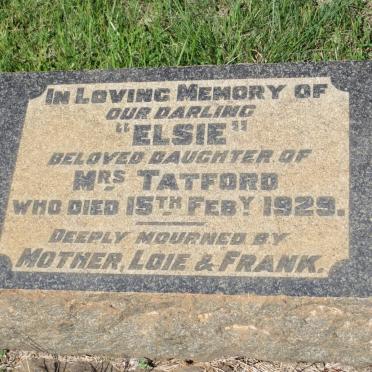 In Loving Memory of
our darling
"Elsie"
beloved daughter of
Mrs Tatford
who died 15th Feby 1929.
Deeply mourned by
Mother, Loie & Frank.